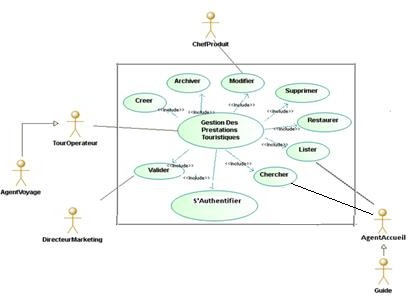 ChefProduit
Archiver
Modifier
Supprimer
Creer
<<include>>
<<include>>
<<include>>
<<include>>
Restaurer
Gestion Des
Prestations
Touristiques
<<include>>
TourOperateur
<<include>>
Lister
AgentVoyage
Valider
<<include>>
<<include>>
<<include>>
Chercher
S'Authentifier
DirecteurMarketing
AgentAccueil
Guide